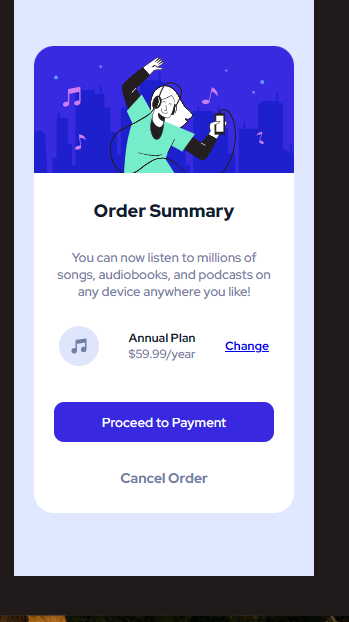 Order Summary
You can now listen to millions of
songs, audiobooks, and podcasts on
any device anywhere you like!
Annual Plan
$59.99/year
Change
Proceed to Payment
Cancel Order